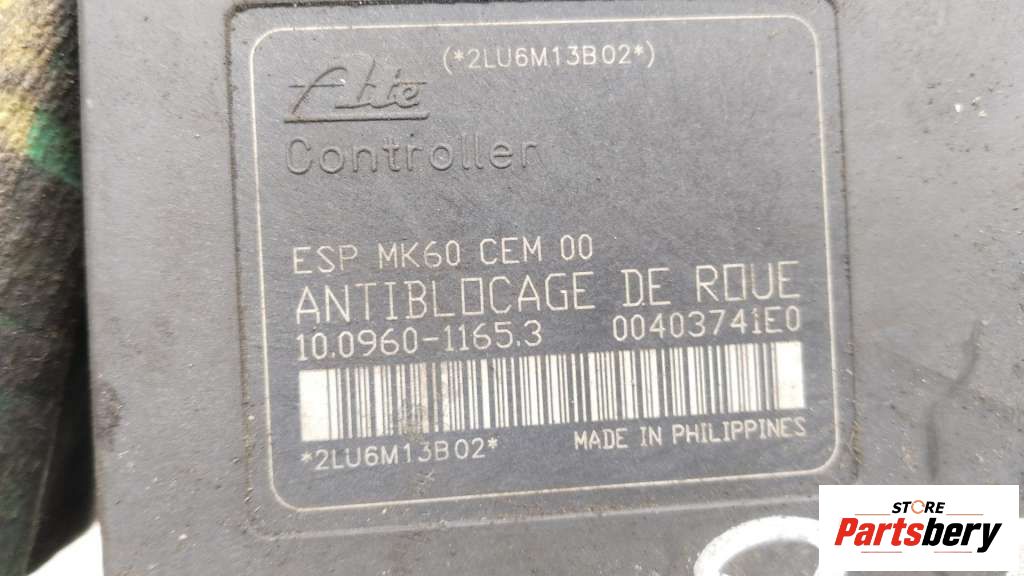 (*2LU6M13B02*)
Ate
Controller
ESP MK60 CEM 00
ANTIBLOCAGE DE ROUE
10.0960-1165.3 00403741E0
*2LU6M13B02*
MADE IN PHILIPPINES
STORE
Partsbery